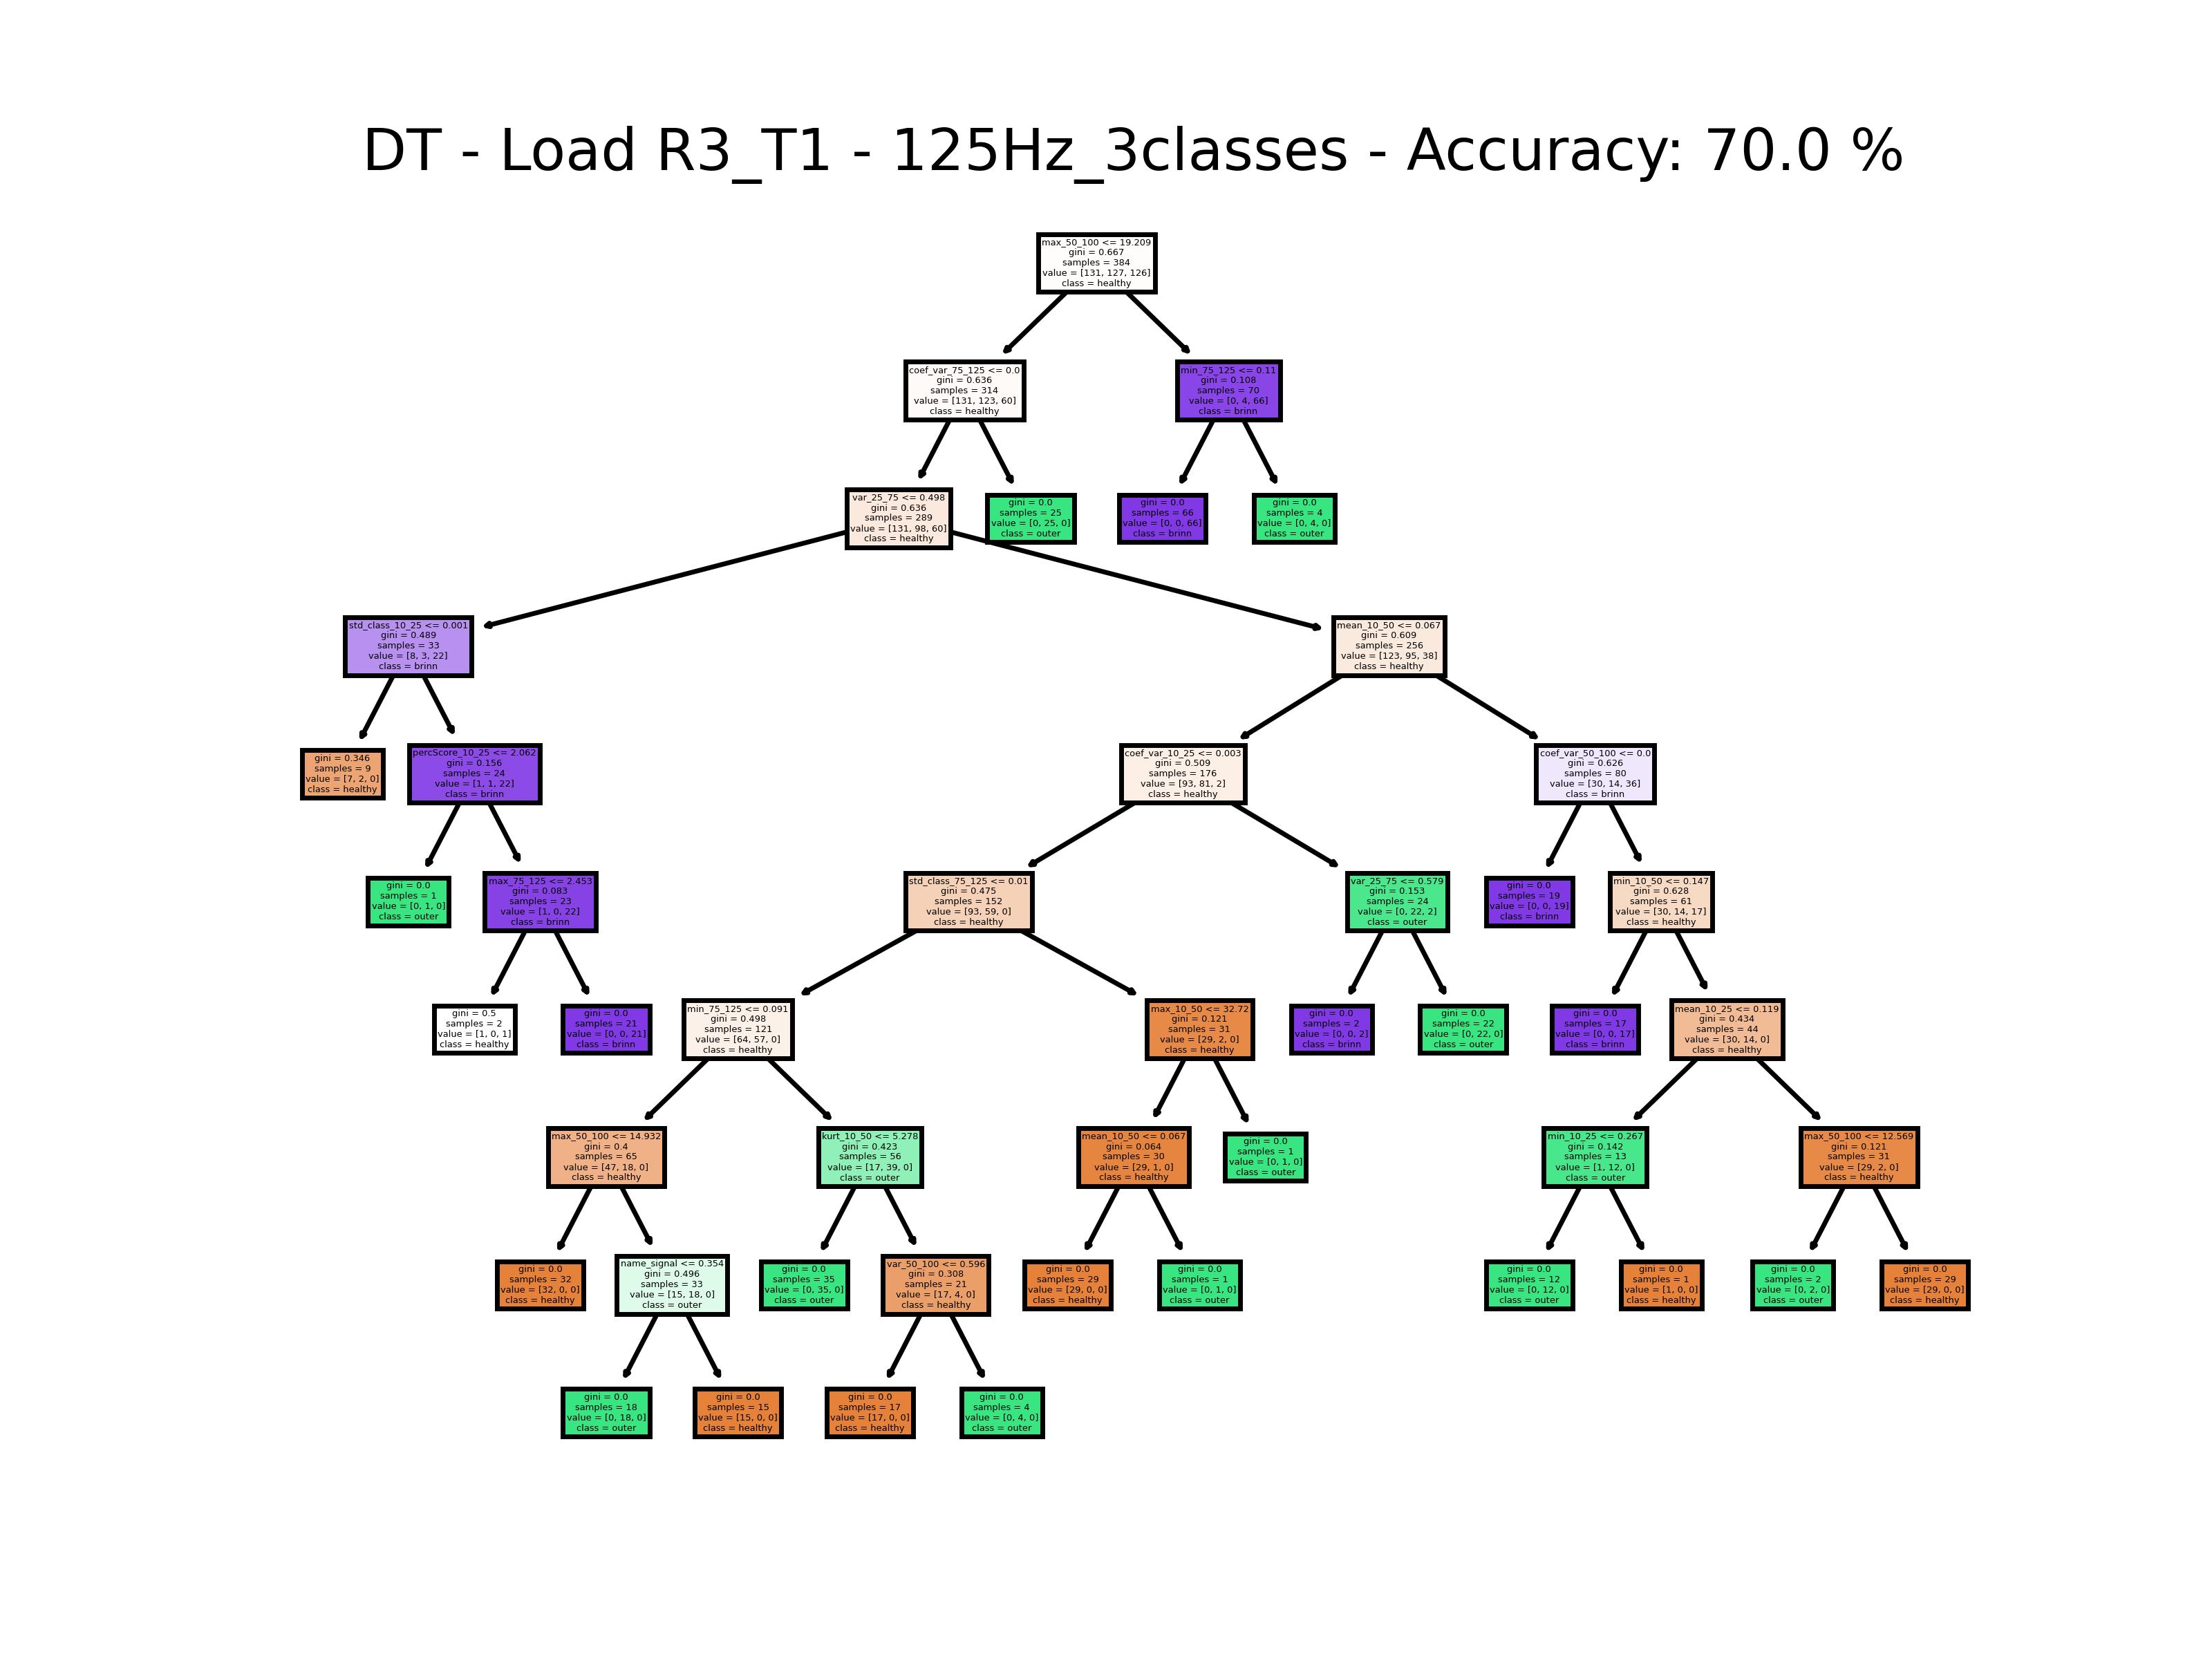 DT - Load R3_T1 - 125Hz_3classes - Accuracy: 70.0 %
max_50_100 <= 19.209
gini = 0.667
samples = 384
value = [131, 127, 126]
class = healthy
coef_var_75_125 <= 0.0
gini = 0.636
samples = 314
value = [131, 123, 60]
class = healthy
min_75_125 <= 0.11
gini = 0.108
samples = 70
value = [0, 4, 66]
class = brinn
var_25_75 <= 0.498
gini = 0.636
samples = 289
value = [131, 98, 60]
class = healthy
gini = 0.0
samples = 25
value = [0, 25, 0]
class = outer
gini = 0.0
samples = 66
value = [0, 0, 66]
class = brinn
gini = 0.0
samples = 4
value = [0, 4, 0]
class = outer
std_class_10_25 <= 0.001
gini = 0.489
samples = 33
value = [8, 3, 22]
class = brinn
mean_10_50 <= 0.067
gini = 0.609
samples = 256
value = [123, 95, 38]
class = healthy
gini = 0.346
samples = 9
value = [7, 2, 0]
class = healthy
percScore_10_25 <= 2.062
gini = 0.156
samples = 24
value = [1, 1, 22]
class = brinn
coef_var_10_25 <= 0.003
gini = 0.509
samples = 176
value = [93, 81, 2]
class = healthy
coef_var_50_100 <= 0.0
gini = 0.626
samples = 80
value = [30, 14, 36]
class = brinn
gini = 0.0
samples = 1
value = [0, 1, 0]
class = outer
max_75_125 <= 2.453
gini = 0.083
samples = 23
value = [1, 0, 22]
class = brinn
std_class_75_125 <= 0.01
gini = 0.475
samples = 152
value = [93, 59, 0]
class = healthy
var_25_75 <= 0.579
gini = 0.153
samples = 24
value = [0, 22, 2]
class = outer
gini = 0.0
samples = 19
value = [0, 0, 19]
class = brinn
min_10_50 <= 0.147
gini = 0.628
samples = 61
value = [30, 14, 17]
class = healthy
gini = 0.5
samples = 2
value = [1, 0, 1]
class = healthy
gini = 0.0
samples = 21
value = [0, 0, 21]
class = brinn
min_75_125 <= 0.091
gini = 0.498
samples = 121
value = [64, 57, 0]
class = healthy
max_10_50 <= 32.72
gini = 0.121
samples = 31
value = [29, 2, 0]
class = healthy
gini = 0.0
samples = 2
value = [0, 0, 2]
class = brinn
gini = 0.0
samples = 22
value = [0, 22, 0]
class = outer
gini = 0.0
samples = 17
value = [0, 0, 17]
class = brinn
mean_10_25 <= 0.119
gini = 0.434
samples = 44
value = [30, 14, 0]
class = healthy
max_50_100 <= 14.932
gini = 0.4
samples = 65
value = [47, 18, 0]
class = healthy
kurt_10_50 <= 5.278
gini = 0.423
samples = 56
value = [17, 39, 0]
class = outer
mean_10_50 <= 0.067
gini = 0.064
samples = 30
value = [29, 1, 0]
class = healthy
gini = 0.0
samples = 1
value = [0, 1, 0]
class = outer
min_10_25 <= 0.267
gini = 0.142
samples = 13
value = [1, 12, 0]
class = outer
max_50_100 <= 12.569
gini = 0.121
samples = 31
value = [29, 2, 0]
class = healthy
gini = 0.0
samples = 32
value = [32, 0, 0]
class = healthy
name_signal <= 0.354
gini = 0.496
samples = 33
value = [15, 18, 0]
class = outer
gini = 0.0
samples = 35
value = [0, 35, 0]
class = outer
var_50_100 <= 0.596
gini = 0.308
samples = 21
value = [17, 4, 0]
class = healthy
gini = 0.0
samples = 29
value = [29, 0, 0]
class = healthy
gini = 0.0
samples = 1
value = [0, 1, 0]
class = outer
gini = 0.0
samples = 12
value = [0, 12, 0]
class = outer
gini = 0.0
samples = 1
value = [1, 0, 0]
class = healthy
gini = 0.0
samples = 2
value = [0, 2, 0]
class = outer
gini = 0.0
samples = 29
value = [29, 0, 0]
class = healthy
gini = 0.0
samples = 18
value = [0, 18, 0]
class = outer
gini = 0.0
samples = 15
value = [15, 0, 0]
class = healthy
gini = 0.0
samples = 17
value = [17, 0, 0]
class = healthy
gini = 0.0
samples = 4
value = [0, 4, 0]
class = outer